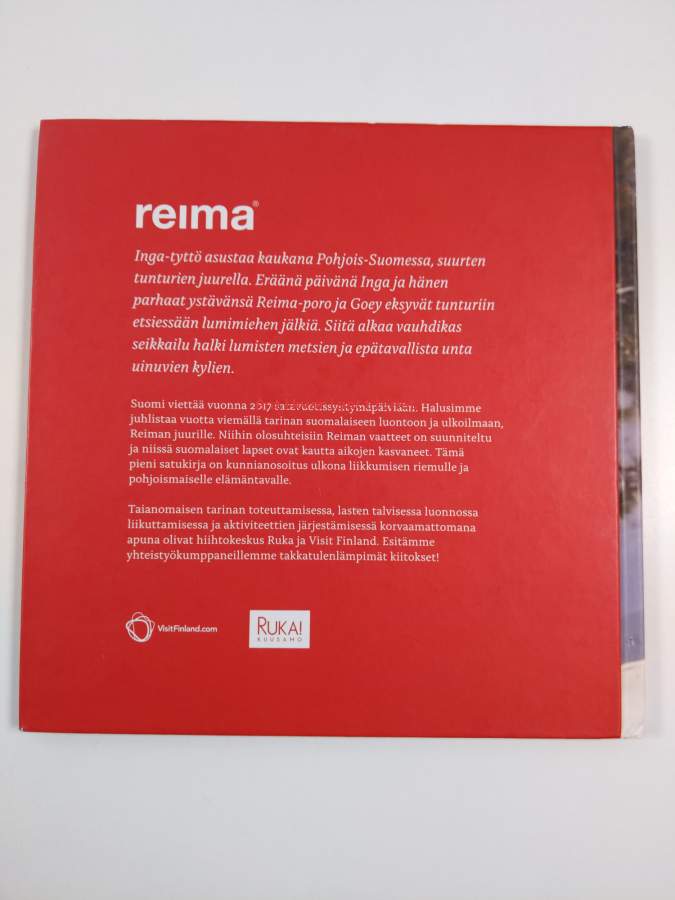 reima®
Inga-tyttö asustaa kaukana Pohjois-Suomessa, suurten
tunturien juurella. Eräänä päivänä Inga ja hänen
parhaat ystävänsä Reima-poro ja Goey eksyvät tunturiin
etsiessään lumimiehen jälkiä. Siitä alkaa vauhdikas
seikkailu halki lumisten metsien ja epätavallista unta
uinuvien kylien.
Suomi viettää vuonna 2017 satavuotissyntymäpäiviään. Halusimme
juhlistaa vuotta viemällä tarinan suomalaiseen luontoon ja ulkoilmaan,
Reiman juurille. Niihin olosuhteisiin Reiman vaatteet on suunniteltu
ja niissä suomalaiset lapset ovat kautta aikojen kasvaneet. Tämä
pieni satukirja on kunnianosoitus ulkona liikkumisen riemulle ja
pohjoismaiselle elämäntavalle.
Taianomaisen tarinan toteuttamisessa, lasten talvisessa luonnossa
liikuttamisessa ja aktiviteettien järjestämisessä korvaamattomana
apuna olivat hiihtokeskus Ruka ja Visit Finland. Esitämme
yhteistyökumppaneillemme takkatulenlämpimät kiitokset!
VisitFinland.com
RUKA!
KUUSAMO